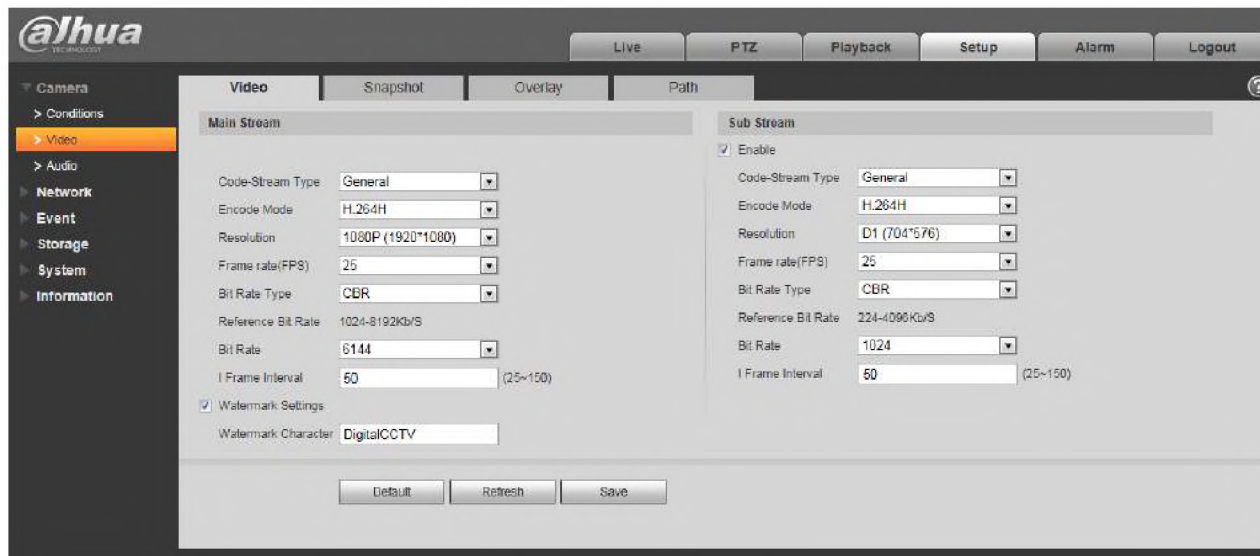 alhua
TECHNOLOGY
Live PTZ Playback Setup Alarm Logout
Camera
> Conditions
> Video
> Audio
Network
Event
Storage
System
Information
Video Snapshot Overlay Path
Main Stream
Code-Stream Type General
Encode Mode H.264H
Resolution 1080P (1920*1080)
Frame rate(FPS) 25
Bit Rate Type CBR
Reference Bit Rate 1024-8192Kb/S
Bit Rate 6144
I Frame Interval 50 (25~150)
Watermark Settings
Watermark Character DigitalCCTV
Sub Stream
Enable
Code-Stream Type General
Encode Mode H.264H
Resolution D1 (704*576)
Frame rate(FPS) 25
Bit Rate Type CBR
Reference Bit Rate 224-4096Kb/S
Bit Rate 1024
I Frame Interval 50 (25~150)
Default Refresh Save